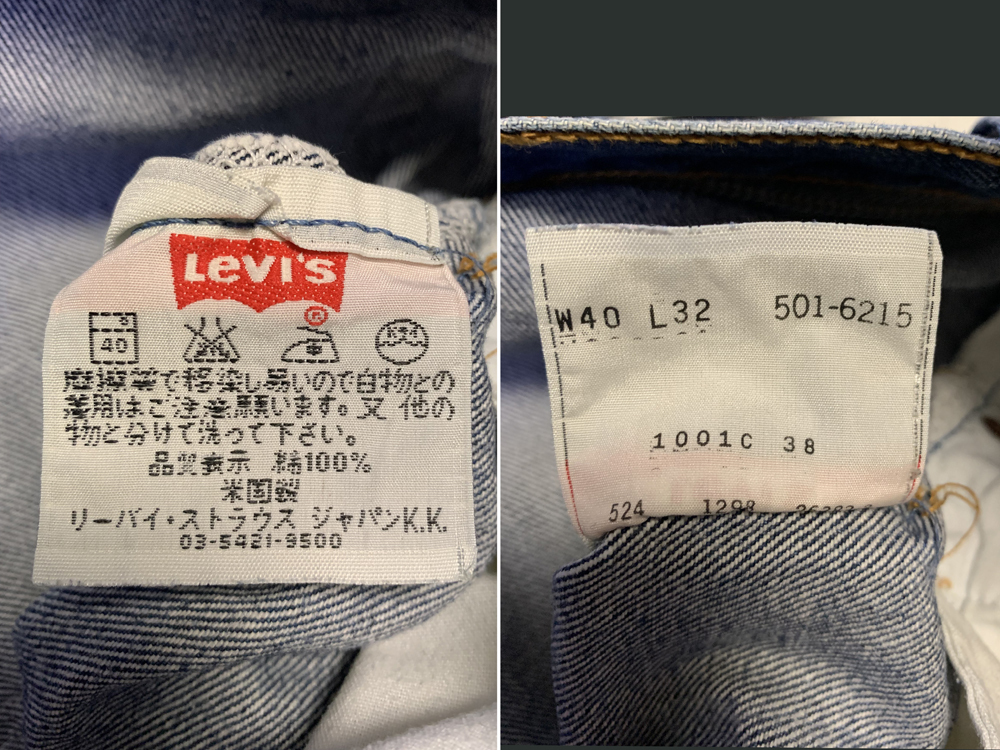 Levi's
®
40
摩擦等で移染し易いので白物との
着用はご注意願います。又 他の
物と分けて洗って下さい。
品質表示 綿100%
米国製
リーバイ・ストラウス ジャパンK.K.
03-5421-9500
W40 L32 501-6215
1001C 38
524 1298